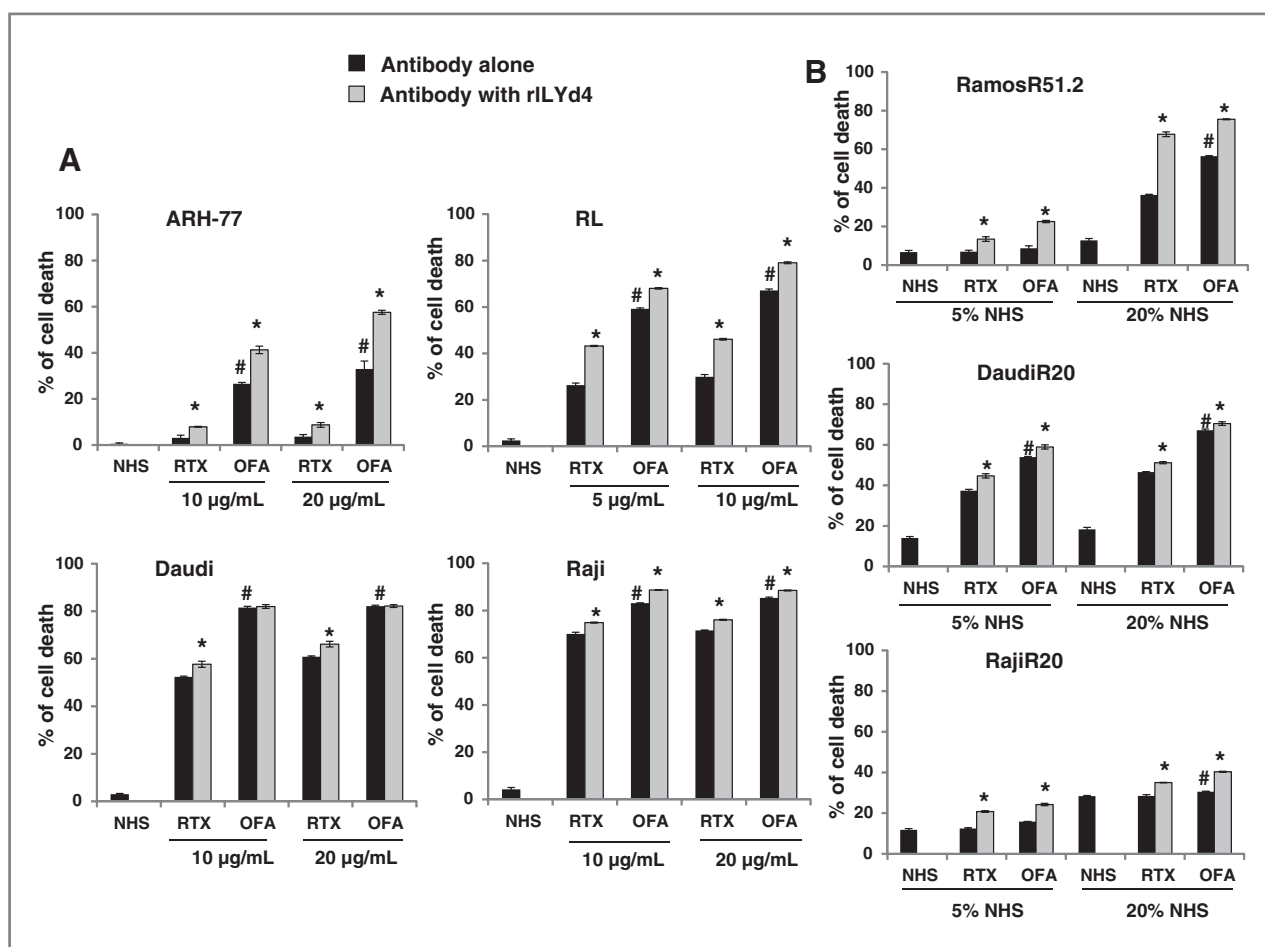 Antibody alone
Antibody with rILYd4
A
ARH-77
% of cell death
100
80
60
40
20
0
* * * *
# #
NHS RTX OFA RTX OFA
10 µg/mL 20 µg/mL
RL
% of cell death
100
80
60
40
20
0
* * * *
# #
NHS RTX OFA RTX OFA
5 µg/mL 10 µg/mL
Daudi
% of cell death
100
80
60
40
20
0
* # * #
NHS RTX OFA RTX OFA
10 µg/mL 20 µg/mL
Raji
% of cell death
100
80
60
40
20
0
* # * * # *
NHS RTX OFA RTX OFA
10 µg/mL 20 µg/mL
B
RamosR51.2
% of cell death
100
80
60
40
20
0
* * * # *
NHS RTX OFA NHS RTX OFA
5% NHS 20% NHS
DaudiR20
% of cell death
100
80
60
40
20
0
* # * * # *
NHS RTX OFA NHS RTX OFA
5% NHS 20% NHS
RajiR20
% of cell death
100
80
60
40
20
0
* * * # *
NHS RTX OFA NHS RTX OFA
5% NHS 20% NHS